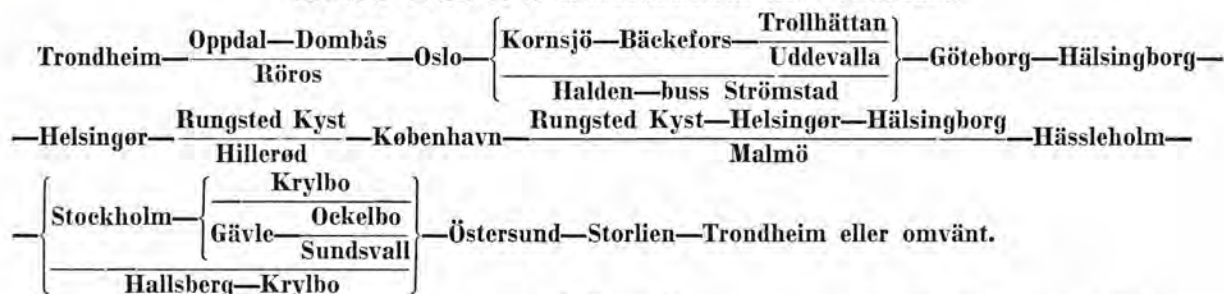 Oppdal—Dombås
Trondheim— —Oslo—
Röros
Kornsjö—Bäckefors—
Trollhättan
Uddevalla
Halden—buss Strömstad
—Göteborg—Hälsingborg—
Rungsted Kyst
—Helsingør— —København—
Hillerød
Rungsted Kyst—Helsingør—Hälsingborg
Malmö
—Hässleholm—
Stockholm—
Krylbo
Gävle—
Ockelbo
Sundsvall
Hallsberg—Krylbo
—Östersund—Storlien—Trondheim eller omvänt.